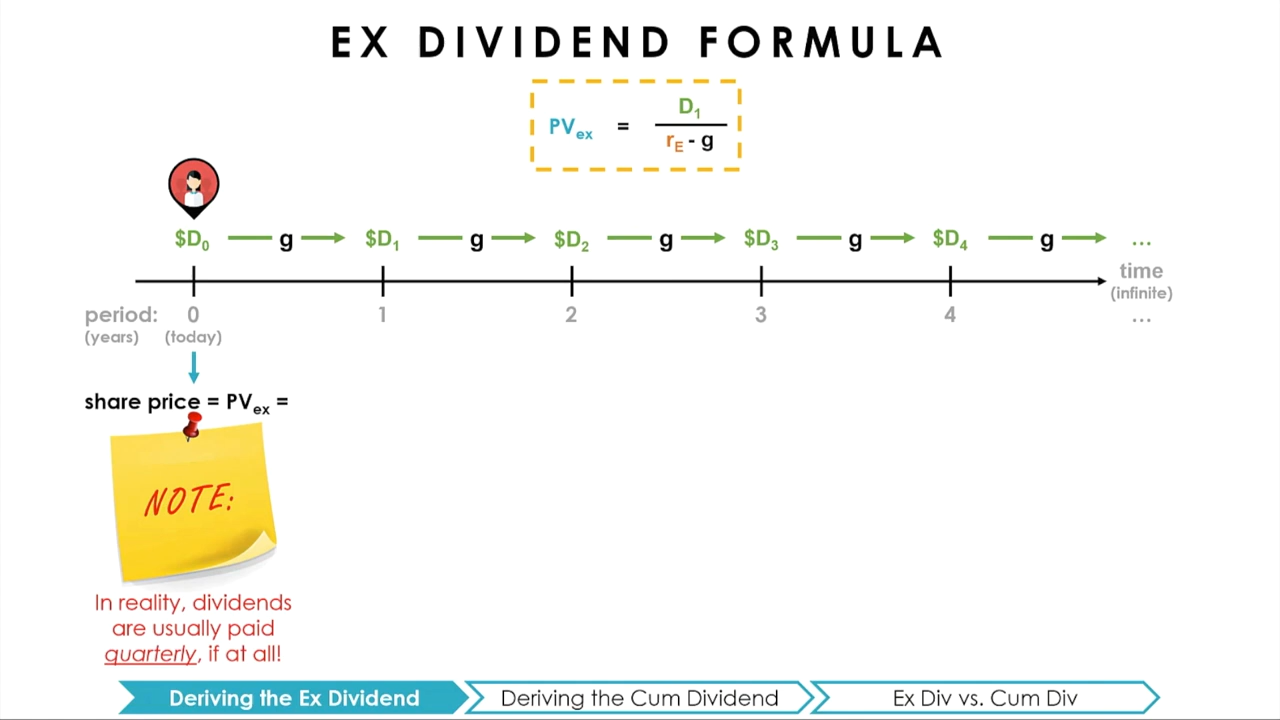 EX DIVIDEND FORMULA
PVex = D1
rE - g
$D0 g $D1 g $D2 g $D3 g $D4 g ...
time
(infinite)
period: 0 1 2 3 4 ...
(years) (today)
share price = PVex =
NOTE:
In reality, dividends
are usually paid
quarterly, if at all!
Deriving the Ex Dividend Deriving the Cum Dividend Ex Div vs. Cum Div